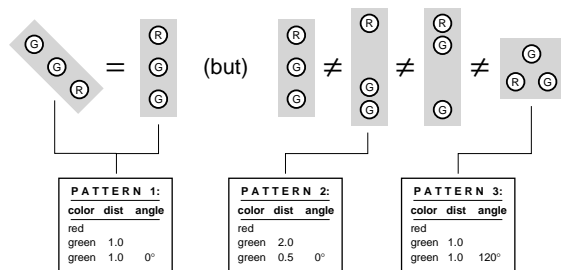 G G R = R G G (but) R G G ≠ R G G ≠ R G G ≠ G R G
PATTERN 1:
color dist angle
red
green 1.0
green 1.0 0°
PATTERN 2:
color dist angle
red
green 2.0
green 0.5 0°
PATTERN 3:
color dist angle
red
green 1.0
green 1.0 120°